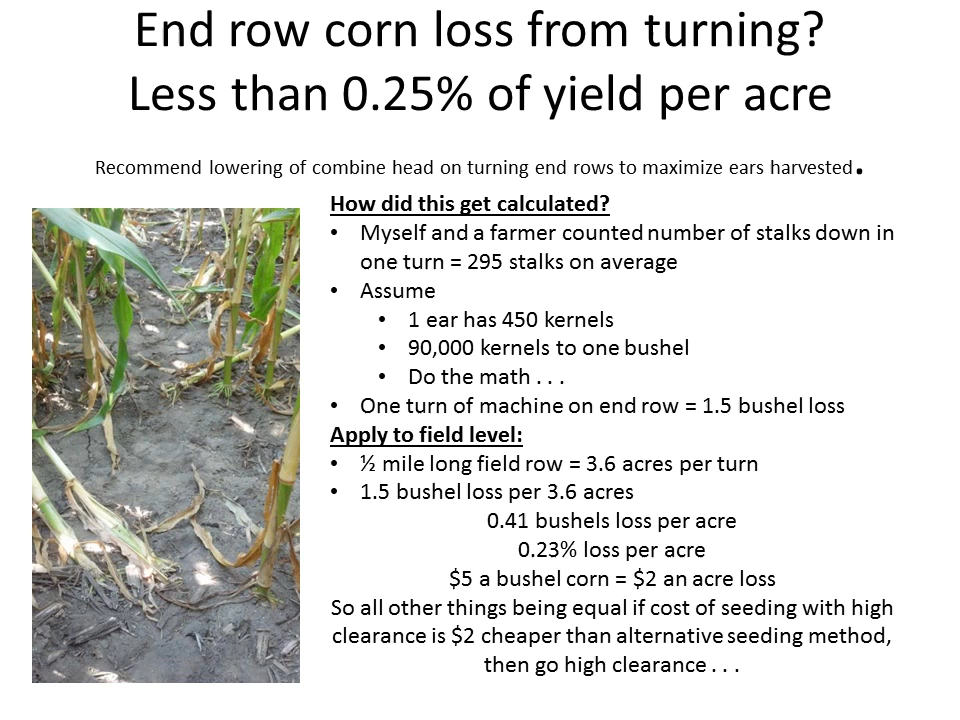 End row corn loss from turning?
Less than 0.25% of yield per acre
Recommend lowering of combine head on turning end rows to maximize ears harvested.
How did this get calculated?
• Myself and a farmer counted number of stalks down in
one turn = 295 stalks on average
• Assume
• 1 ear has 450 kernels
• 90,000 kernels to one bushel
• Do the math . . .
• One turn of machine on end row = 1.5 bushel loss
Apply to field level:
• ½ mile long field row = 3.6 acres per turn
• 1.5 bushel loss per 3.6 acres
0.41 bushels loss per acre
0.23% loss per acre
$5 a bushel corn = $2 an acre loss
So all other things being equal if cost of seeding with high
clearance is $2 cheaper than alternative seeding method,
then go high clearance . . .